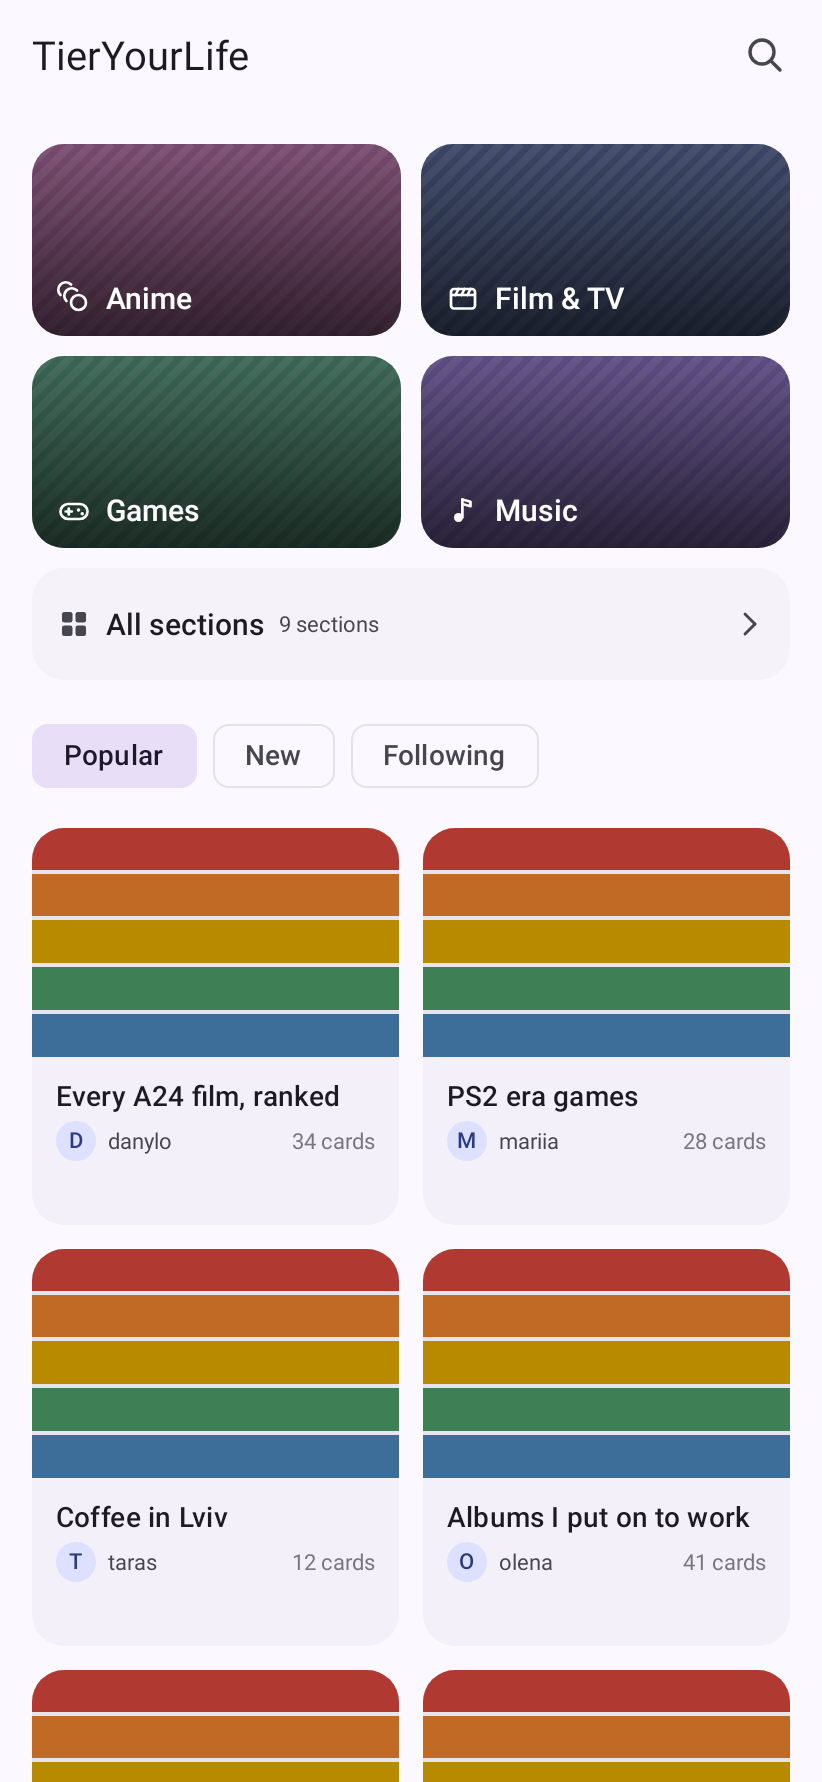 TierYourLife
Anime
Film & TV
Games
Music
All sections 9 sections
Popular New Following
Every A24 film, ranked
D danylo 34 cards
PS2 era games
M mariia 28 cards
Coffee in Lviv
T taras 12 cards
Albums I put on to work
O olena 41 cards